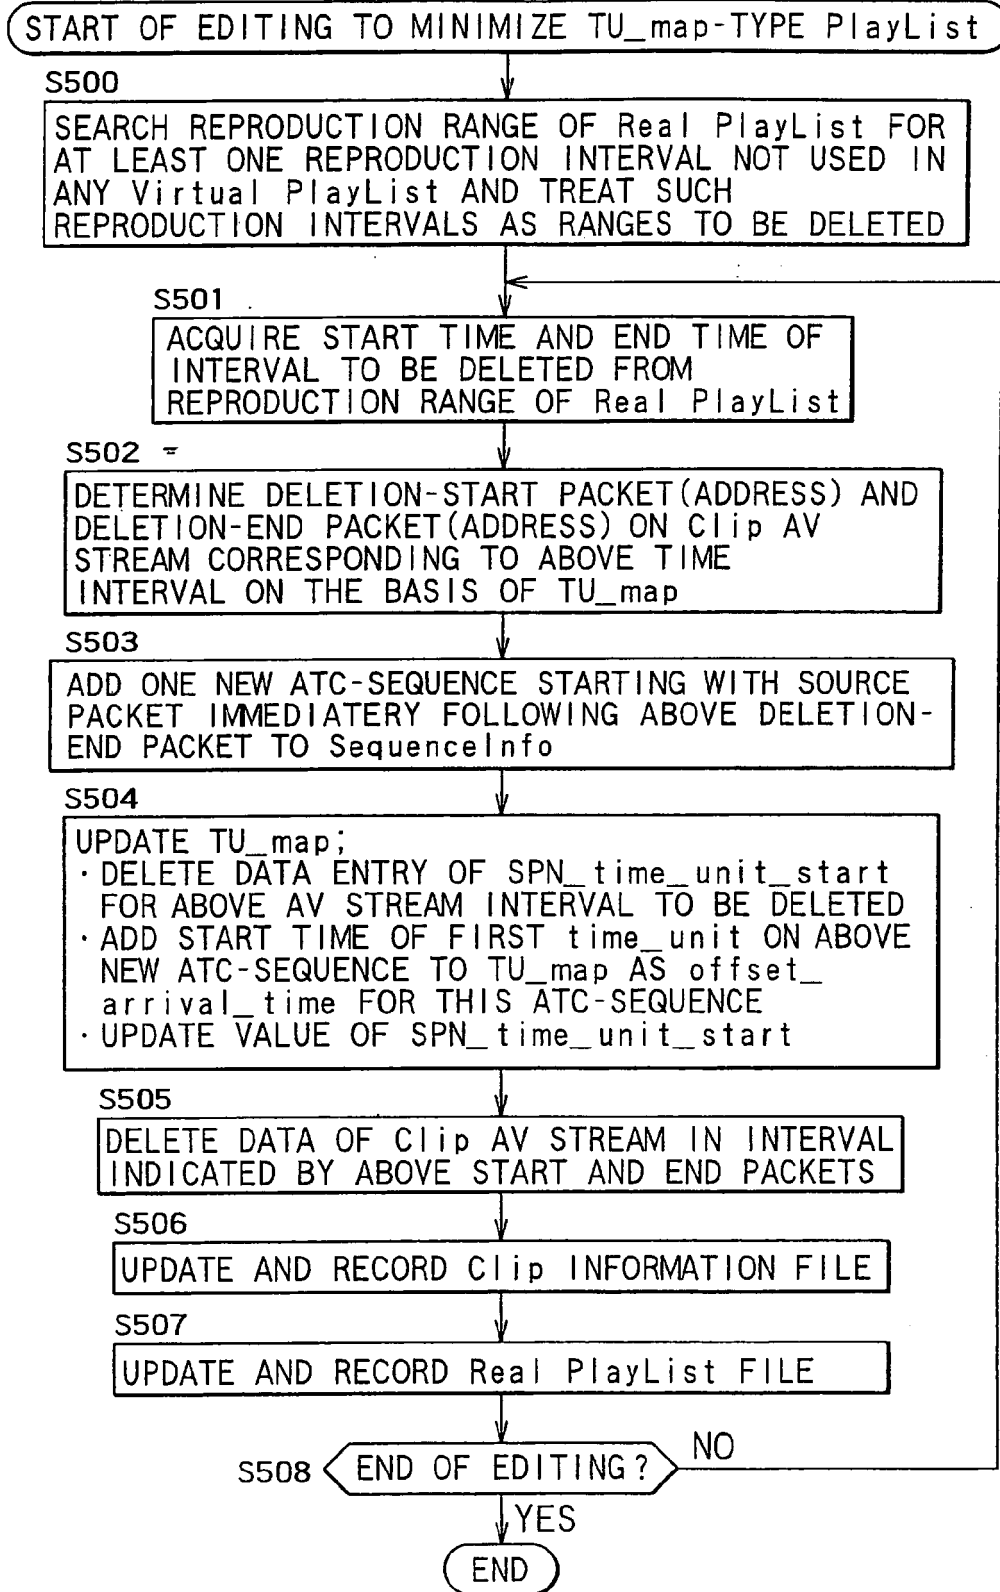 START OF EDITING TO MINIMIZE TU_map-TYPE PlayList
S500
SEARCH REPRODUCTION RANGE OF Real PlayList FOR
AT LEAST ONE REPRODUCTION INTERVAL NOT USED IN
ANY Virtual PlayList AND TREAT SUCH
REPRODUCTION INTERVALS AS RANGES TO BE DELETED
S501
ACQUIRE START TIME AND END TIME OF
INTERVAL TO BE DELETED FROM
REPRODUCTION RANGE OF Real PlayList
S502
DETERMINE DELETION-START PACKET(ADDRESS) AND
DELETION-END PACKET(ADDRESS) ON Clip AV
STREAM CORRESPONDING TO ABOVE TIME
INTERVAL ON THE BASIS OF TU_map
S503
ADD ONE NEW ATC-SEQUENCE STARTING WITH SOURCE
PACKET IMMEDIATERY FOLLOWING ABOVE DELETION-
END PACKET TO SequenceInfo
S504
UPDATE TU_map;
· DELETE DATA ENTRY OF SPN_time_unit_start
FOR ABOVE AV STREAM INTERVAL TO BE DELETED
· ADD START TIME OF FIRST time_unit ON ABOVE
NEW ATC-SEQUENCE TO TU_map AS offset_
arrival_time FOR THIS ATC-SEQUENCE
· UPDATE VALUE OF SPN_time_unit_start
S505
DELETE DATA OF Clip AV STREAM IN INTERVAL
INDICATED BY ABOVE START AND END PACKETS
S506
UPDATE AND RECORD Clip INFORMATION FILE
S507
UPDATE AND RECORD Real PlayList FILE
S508
END OF EDITING?
NO
YES
END